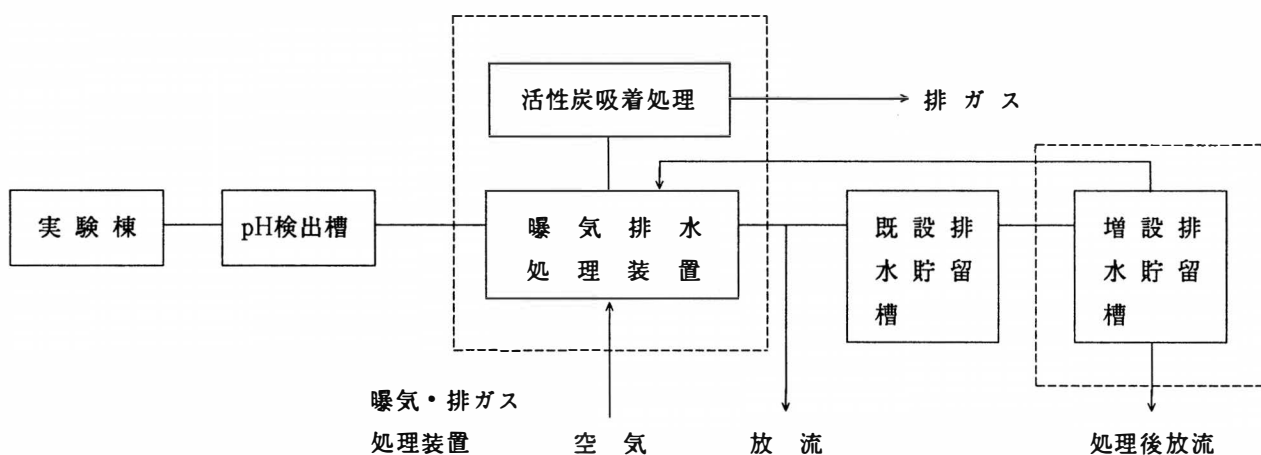 活性炭吸着処理
排ガス
実験棟
pH検出槽
曝気排水
処理装置
既設排
水貯留
槽
増設排
水貯留
槽
曝気・排ガス
処理装置
空気
放流
処理後放流